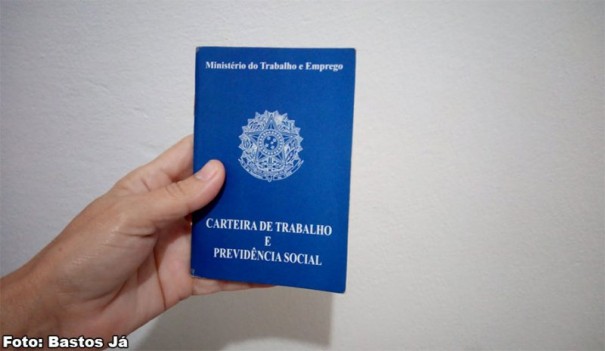 Ministério do Trabalho e Emprego
CARTEIRA DE TRABALHO
E
PREVIDÊNCIA SOCIAL
Foto: Bastos Já